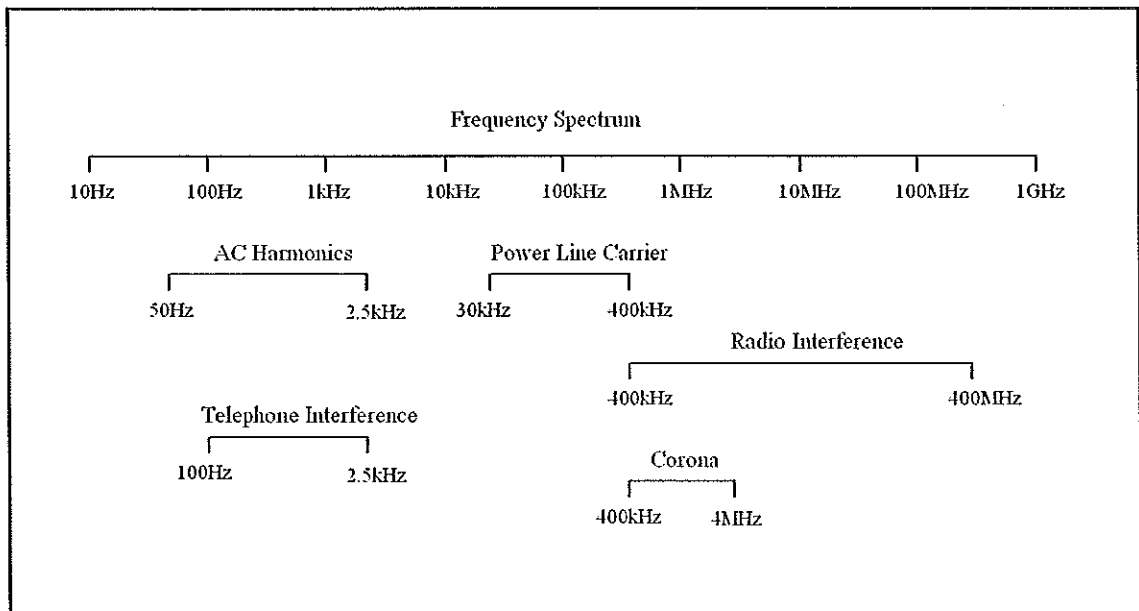 Frequency Spectrum
10Hz 100Hz 1kHz 10kHz 100kHz 1MHz 10MHz 100MHz 1GHz
AC Harmonics Power Line Carrier
50Hz 2.5kHz 30kHz 400kHz
Radio Interference
400kHz 400MHz
Telephone Interference
100Hz 2.5kHz
Corona
400kHz 4MHz